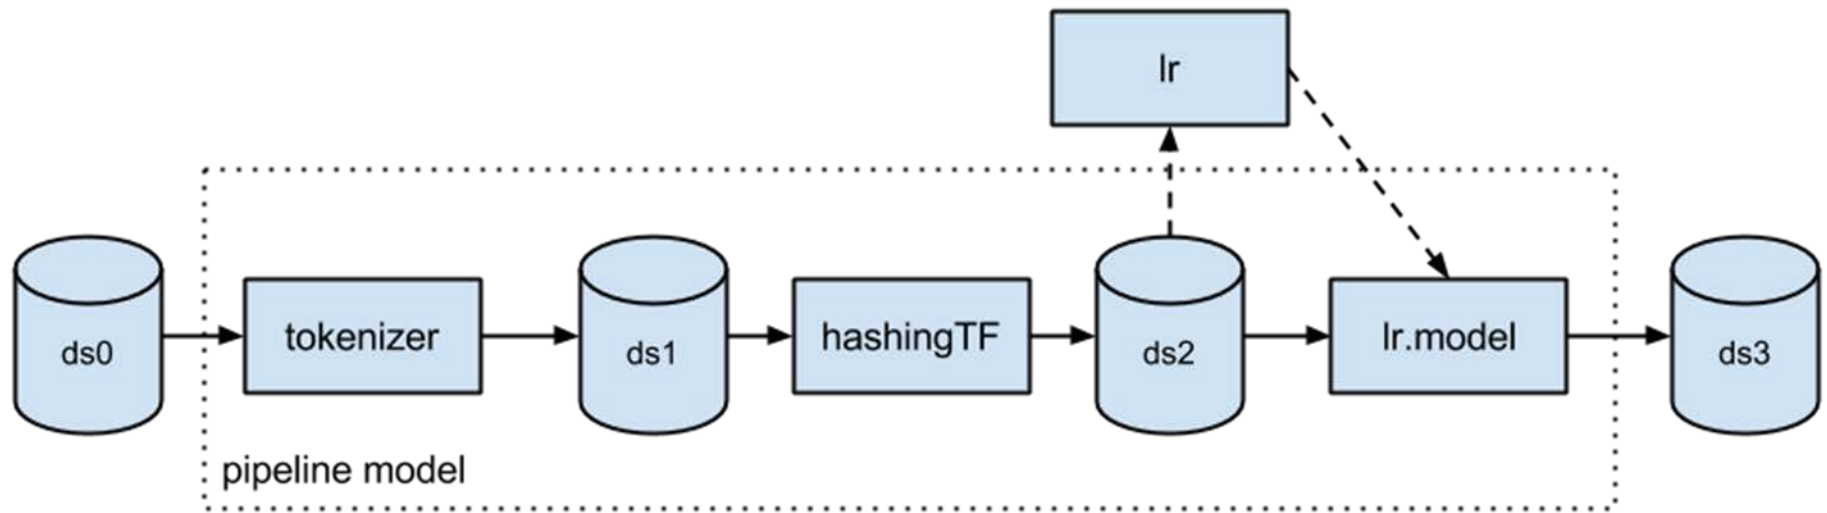 lr
ds0
tokenizer
ds1
hashingTF
ds2
lr.model
ds3
pipeline model